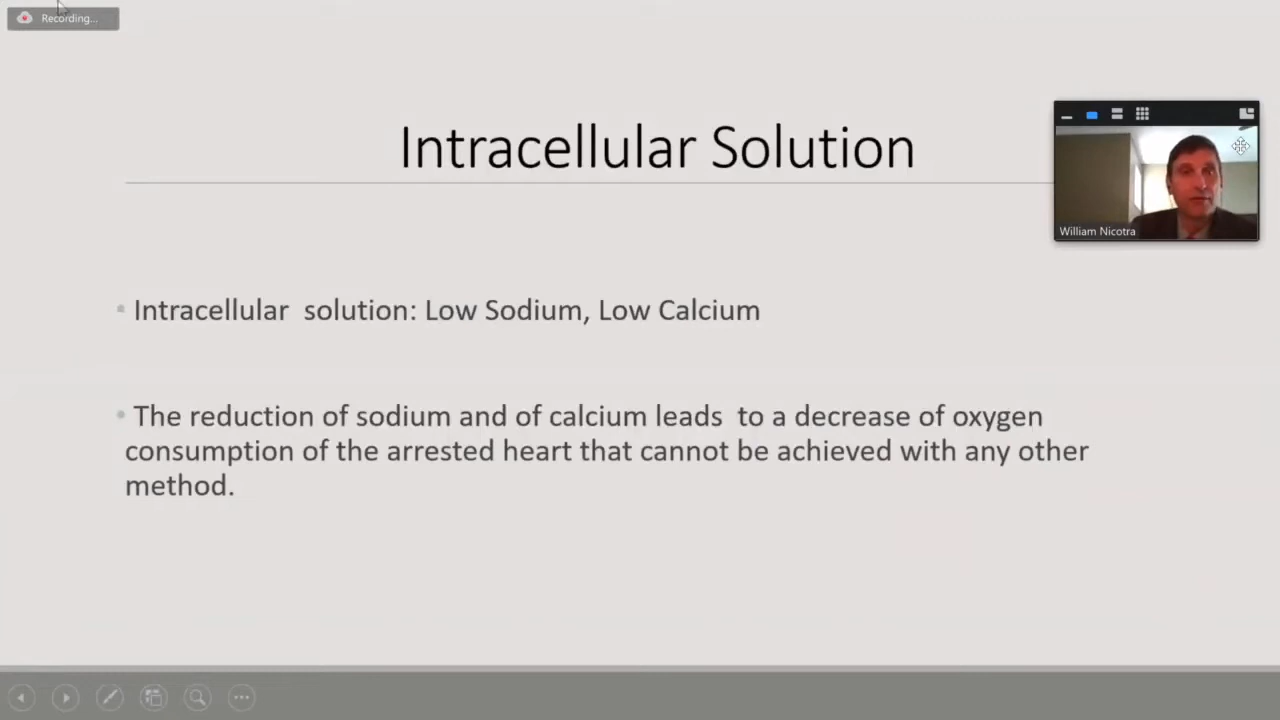 Recording...
Intracellular Solution
William Nicotra
• Intracellular solution: Low Sodium, Low Calcium
• The reduction of sodium and of calcium leads to a decrease of oxygen
consumption of the arrested heart that cannot be achieved with any other
method.